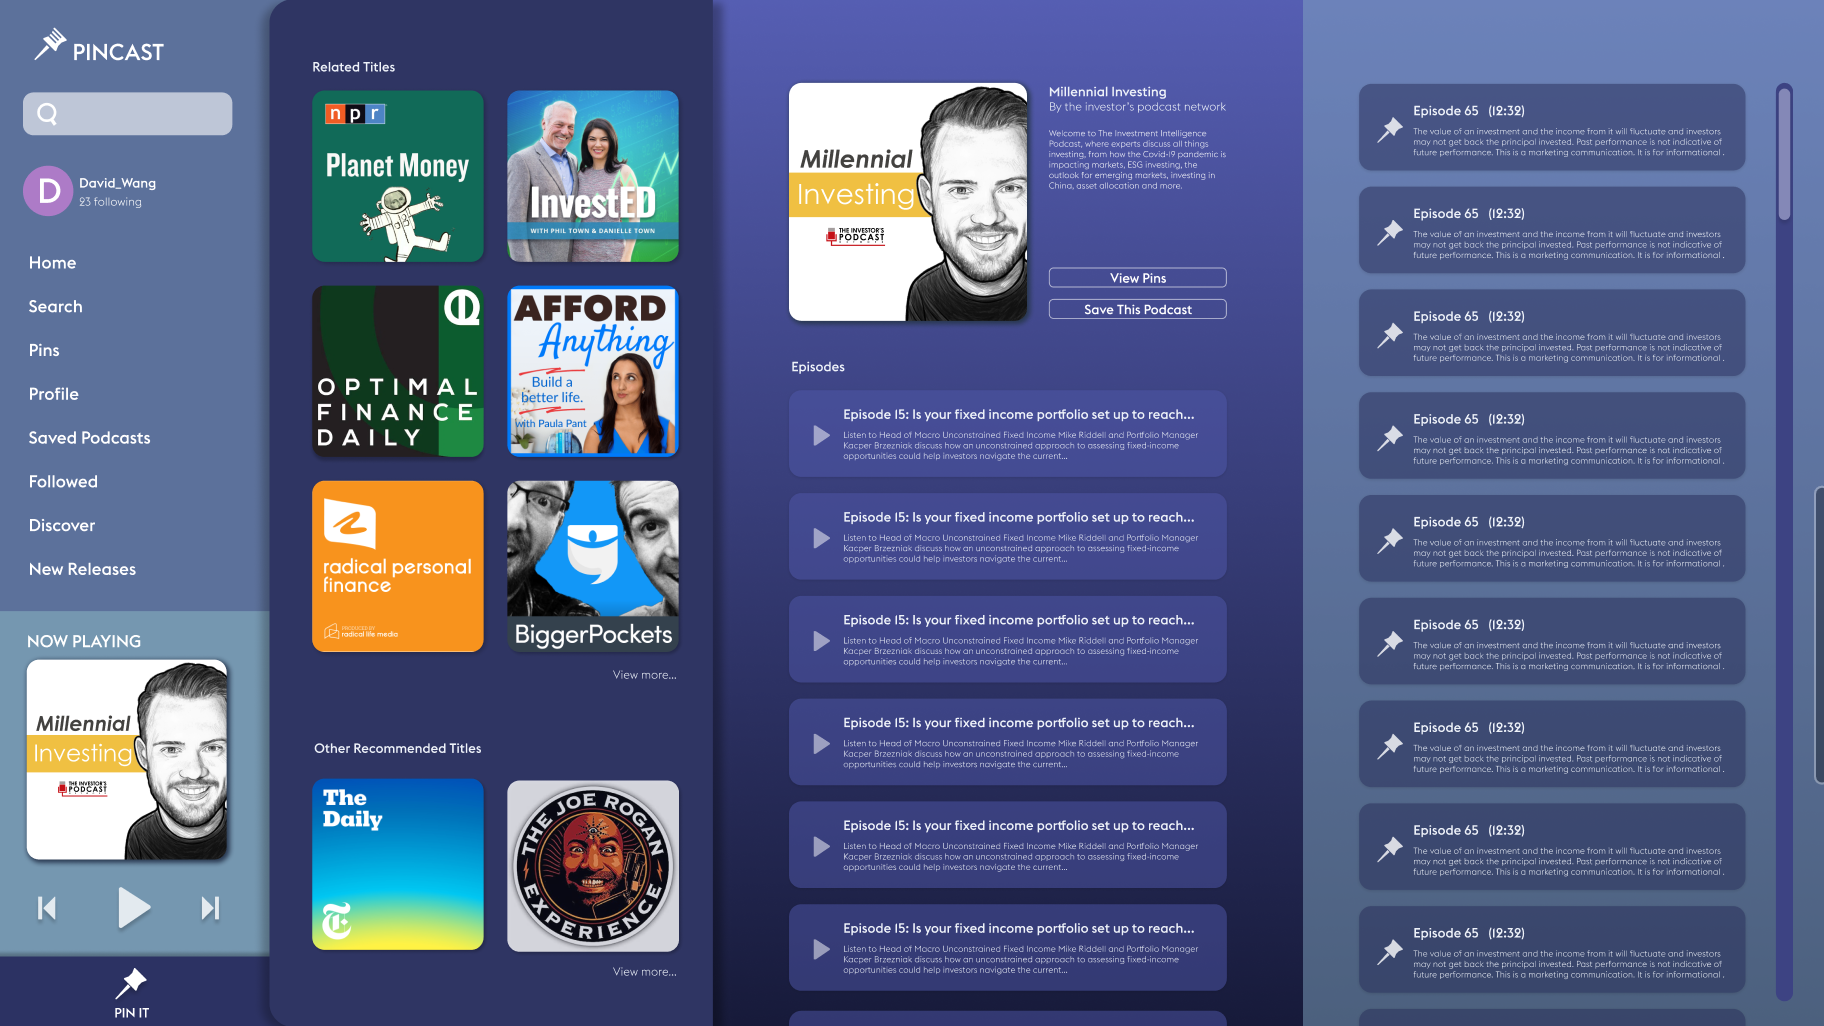 PINCAST
David_Wang
23 following
Home
Search
Pins
Profile
Saved Podcasts
Followed
Discover
New Releases
NOW PLAYING
Millennial
Investing
THE INVESTOR'S
PODCAST
PIN IT
Related Titles
npr
Planet Money
InvestED
WITH PHIL TOWN & DANIELLE TOWN
OPTIMAL
FINANCE
DAILY
AFFORD
Anything
Build a
better life.
with Paula Pant
radical personal
finance
PRODUCED BY
radical life media
BiggerPockets
View more...
Other Recommended Titles
The
Daily
THE JOE ROGAN
EXPERIENCE
View more...
Millennial
Investing
THE INVESTOR'S
PODCAST
Millennial Investing
By the investor's podcast network
Welcome to The Investment Intelligence
Podcast, where experts discuss all things
investing, from how the Covid-19 pandemic is
impacting markets, ESG investing, the
outlook for emerging markets, investing in
China, asset allocation and more.
View Pins
Save This Podcast
Episodes
Episode 15: Is your fixed income portfolio set up to reach...
Listen to Head of Macro Unconstrained Fixed Income Mike Riddell and Portfolio Manager
Kacper Brzezniak discuss how an unconstrained approach to assessing fixed-income
opportunities could help investors navigate the current...
Episode 15: Is your fixed income portfolio set up to reach...
Listen to Head of Macro Unconstrained Fixed Income Mike Riddell and Portfolio Manager
Kacper Brzezniak discuss how an unconstrained approach to assessing fixed-income
opportunities could help investors navigate the current...
Episode 15: Is your fixed income portfolio set up to reach...
Listen to Head of Macro Unconstrained Fixed Income Mike Riddell and Portfolio Manager
Kacper Brzezniak discuss how an unconstrained approach to assessing fixed-income
opportunities could help investors navigate the current...
Episode 15: Is your fixed income portfolio set up to reach...
Listen to Head of Macro Unconstrained Fixed Income Mike Riddell and Portfolio Manager
Kacper Brzezniak discuss how an unconstrained approach to assessing fixed-income
opportunities could help investors navigate the current...
Episode 15: Is your fixed income portfolio set up to reach...
Listen to Head of Macro Unconstrained Fixed Income Mike Riddell and Portfolio Manager
Kacper Brzezniak discuss how an unconstrained approach to assessing fixed-income
opportunities could help investors navigate the current...
Episode 15: Is your fixed income portfolio set up to reach...
Listen to Head of Macro Unconstrained Fixed Income Mike Riddell and Portfolio Manager
Kacper Brzezniak discuss how an unconstrained approach to assessing fixed-income
opportunities could help investors navigate the current...
Episode 65 (12:32)
The value of an investment and the income from it will fluctuate and investors
may not get back the principal invested. Past performance is not indicative of
future performance. This is a marketing communication. It is for informational .
Episode 65 (12:32)
The value of an investment and the income from it will fluctuate and investors
may not get back the principal invested. Past performance is not indicative of
future performance. This is a marketing communication. It is for informational .
Episode 65 (12:32)
The value of an investment and the income from it will fluctuate and investors
may not get back the principal invested. Past performance is not indicative of
future performance. This is a marketing communication. It is for informational .
Episode 65 (12:32)
The value of an investment and the income from it will fluctuate and investors
may not get back the principal invested. Past performance is not indicative of
future performance. This is a marketing communication. It is for informational .
Episode 65 (12:32)
The value of an investment and the income from it will fluctuate and investors
may not get back the principal invested. Past performance is not indicative of
future performance. This is a marketing communication. It is for informational .
Episode 65 (12:32)
The value of an investment and the income from it will fluctuate and investors
may not get back the principal invested. Past performance is not indicative of
future performance. This is a marketing communication. It is for informational .
Episode 65 (12:32)
The value of an investment and the income from it will fluctuate and investors
may not get back the principal invested. Past performance is not indicative of
future performance. This is a marketing communication. It is for informational .
Episode 65 (12:32)
The value of an investment and the income from it will fluctuate and investors
may not get back the principal invested. Past performance is not indicative of
future performance. This is a marketing communication. It is for informational .
Episode 65 (12:32)
The value of an investment and the income from it will fluctuate and investors
may not get back the principal invested. Past performance is not indicative of
future performance. This is a marketing communication. It is for informational .